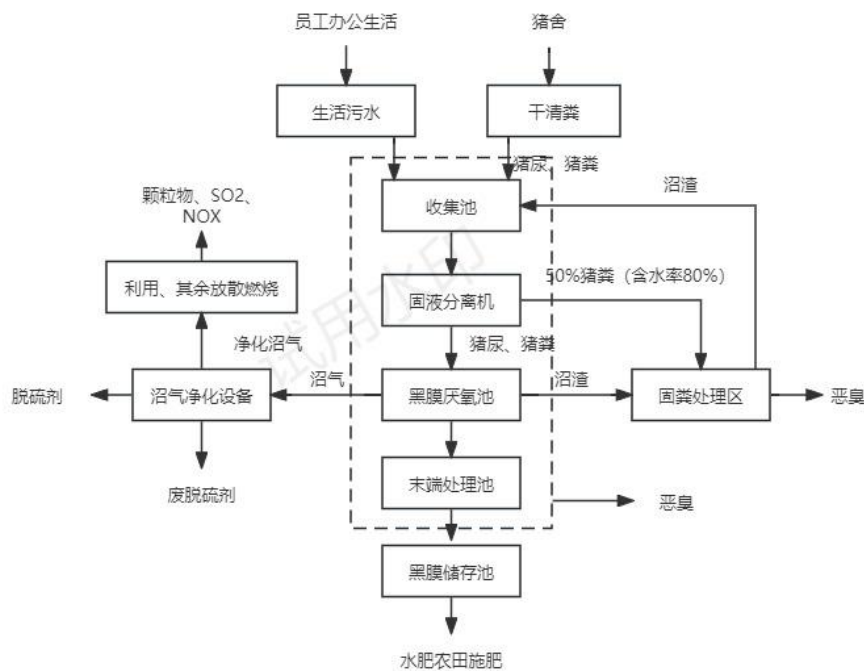 员工办公生活
猪舍
生活污水
干清粪
猪尿、猪粪
沼渣
颗粒物、SO2、
NOX
收集池
50%猪粪（含水率80%）
利用、其余放散燃烧
固液分离机
净化沼气
猪尿、猪粪
脱硫剂
沼气净化设备
沼气
黑膜厌氧池
沼渣
固粪处理区
恶臭
废脱硫剂
末端处理池
恶臭
黑膜储存池
水肥农田施肥
试用水印